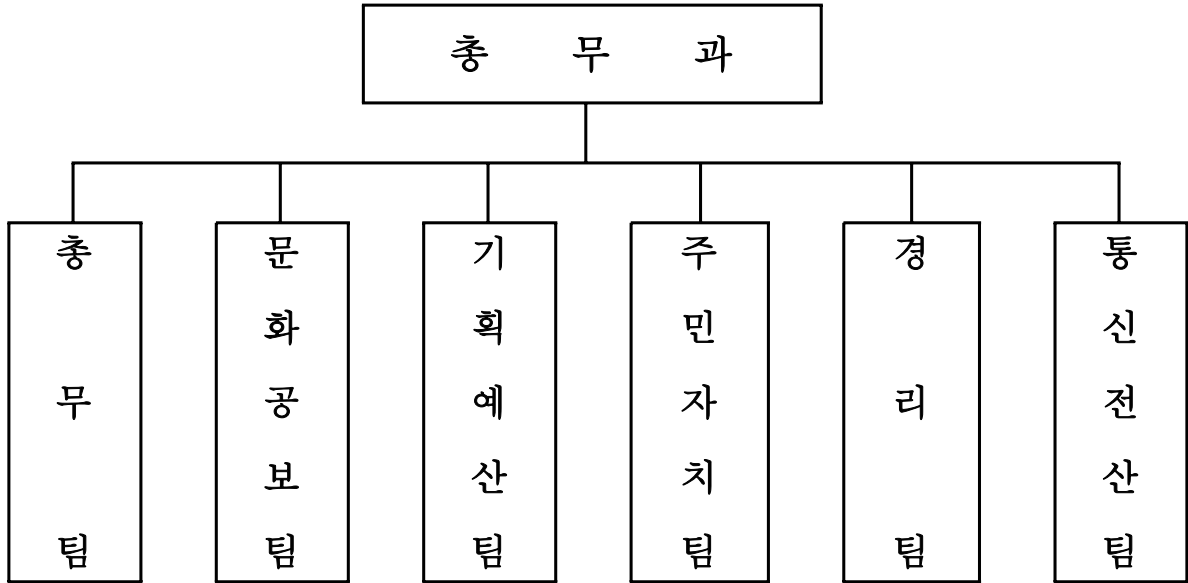 총 무 과
총무팀
문화공보팀
기획예산팀
주민자치팀
경리팀
통신전산팀